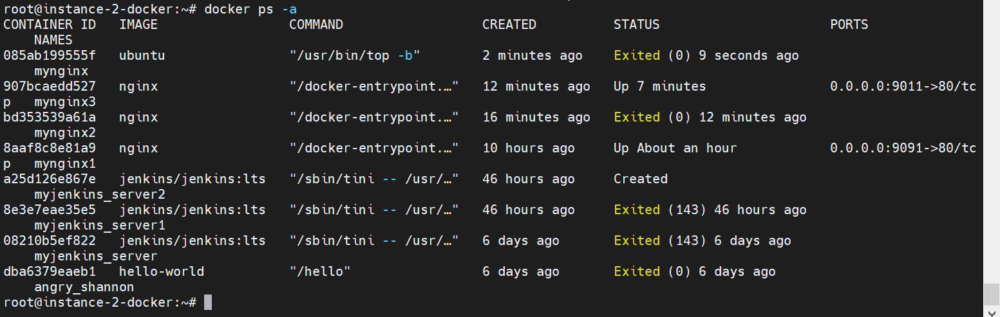 root@instance-2-docker:~# docker ps -a
CONTAINER ID   IMAGE                 COMMAND                  CREATED          STATUS                      PORTS
    NAMES
085ab199555f   ubuntu                "/usr/bin/top -b"        2 minutes ago    Exited (0) 9 seconds ago
    mynginx
907bcaedd527   nginx                 "/docker-entrypoint.…"   12 minutes ago   Up 7 minutes                0.0.0.0:9011->80/tc
p   mynginx3
bd353539a61a   nginx                 "/docker-entrypoint.…"   16 minutes ago   Exited (0) 12 minutes ago
    mynginx2
8aaf8c8e81a9   nginx                 "/docker-entrypoint.…"   10 hours ago     Up About an hour            0.0.0.0:9091->80/tc
p   mynginx1
a25d126e867e   jenkins/jenkins:lts   "/sbin/tini -- /usr/…"   46 hours ago     Created
    myjenkins_server2
8e3e7eae35e5   jenkins/jenkins:lts   "/sbin/tini -- /usr/…"   46 hours ago     Exited (143) 46 hours ago
    myjenkins_server1
08210b5ef822   jenkins/jenkins:lts   "/sbin/tini -- /usr/…"   6 days ago       Exited (143) 6 days ago
    myjenkins_server
dba6379eaeb1   hello-world           "/hello"                 6 days ago       Exited (0) 6 days ago
    angry_shannon
root@instance-2-docker:~#